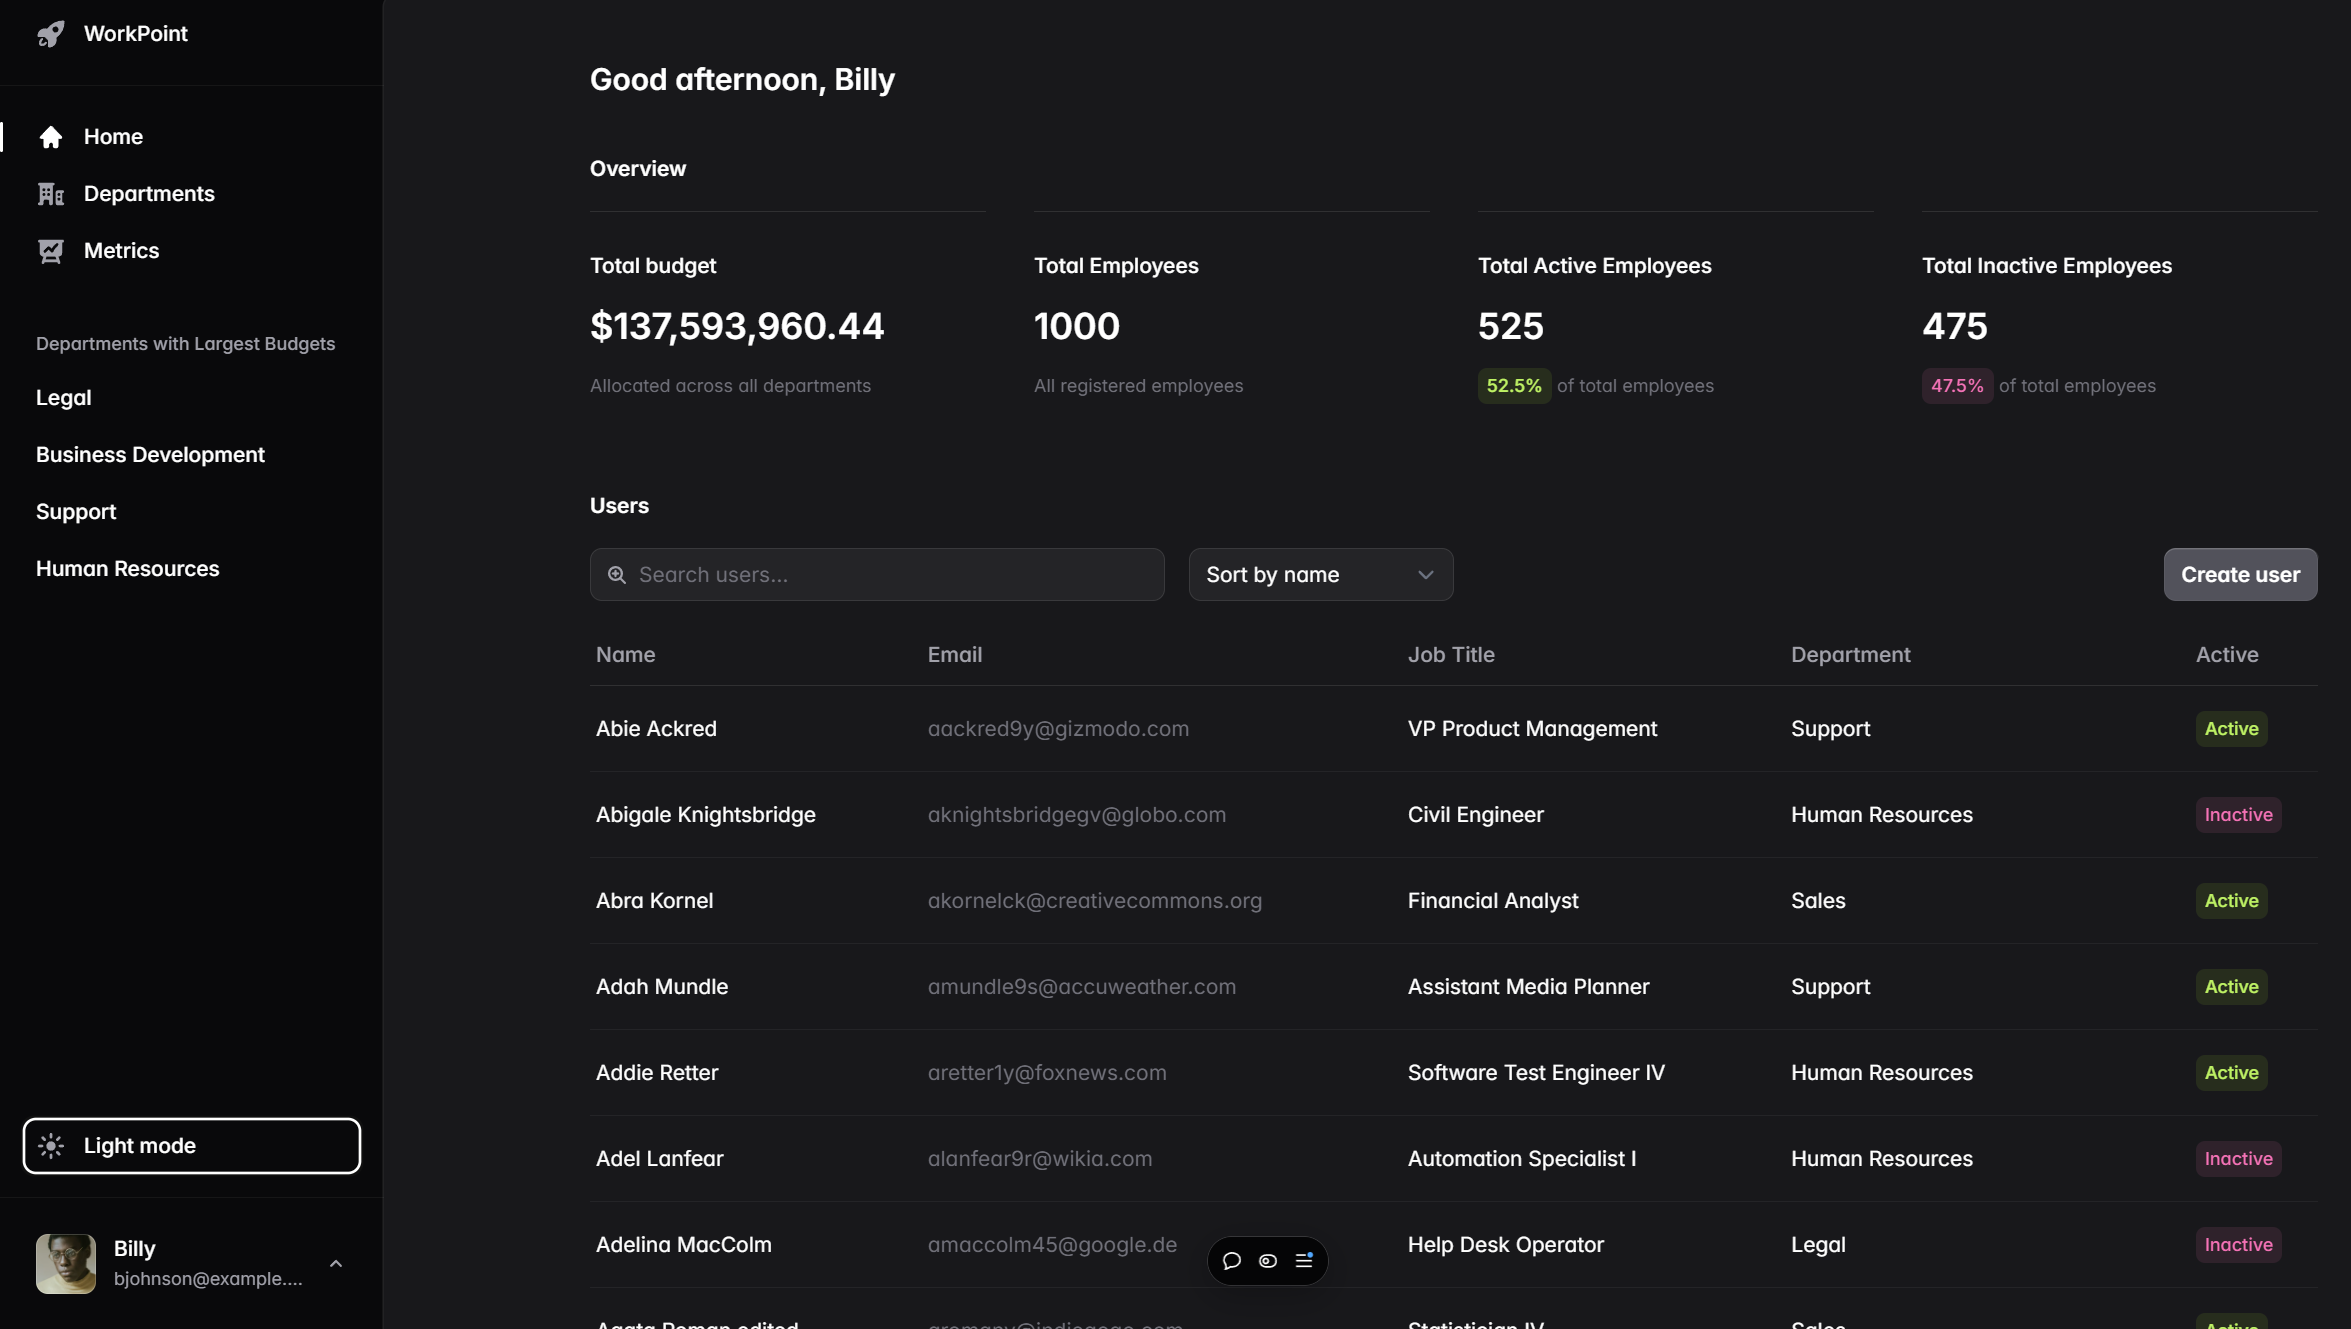 WorkPoint
Home
Departments
Metrics
Departments with Largest Budgets
Legal
Business Development
Support
Human Resources
Light mode
Billy
bjohnson@example....
Good afternoon, Billy
Overview
Total budget
$137,593,960.44
Allocated across all departments
Total Employees
1000
All registered employees
Total Active Employees
525
52.5% of total employees
Total Inactive Employees
475
47.5% of total employees
Users
Search users... Sort by name Create user
Name Email Job Title Department Active
Abie Ackred aackred9y@gizmodo.com VP Product Management Support Active
Abigale Knightsbridge aknightsbridgegv@globo.com Civil Engineer Human Resources Inactive
Abra Kornel akornelck@creativecommons.org Financial Analyst Sales Active
Adah Mundle amundle9s@accuweather.com Assistant Media Planner Support Active
Addie Retter aretter1y@foxnews.com Software Test Engineer IV Human Resources Active
Adel Lanfear alanfear9r@wikia.com Automation Specialist I Human Resources Inactive
Adelina MacColm amaccolm45@google.de Help Desk Operator Legal Inactive
edited Statistician IV Sales Active